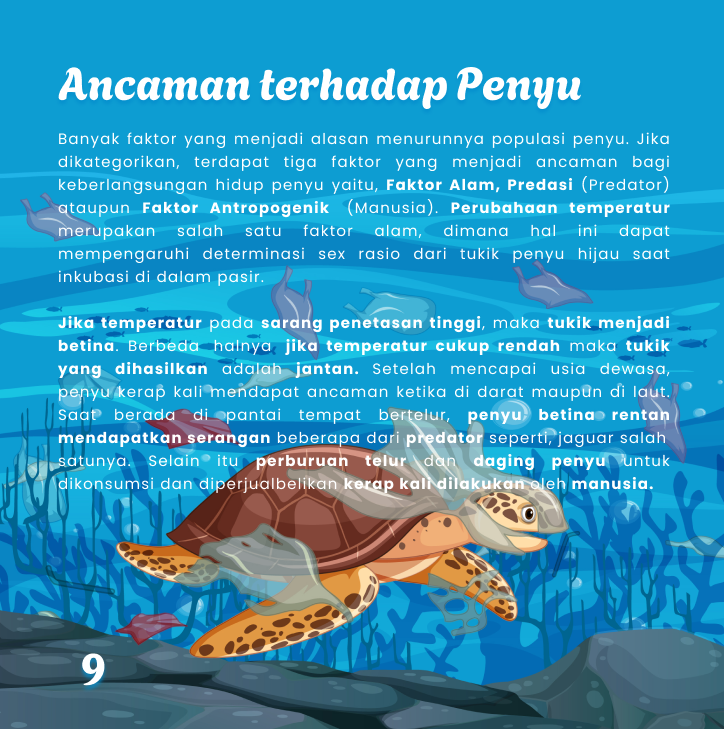 Ancaman terhadap Penyu
Banyak faktor yang menjadi alasan menurunnya populasi penyu. Jika
dikategorikan, terdapat tiga faktor yang menjadi ancaman bagi
keberlangsungan hidup penyu yaitu, Faktor Alam, Predasi (Predator)
ataupun Faktor Antropogenik (Manusia). Perubahaan temperatur
merupakan salah satu faktor alam, dimana hal ini dapat
mempengaruhi determinasi sex rasio dari tukik penyu hijau saat
inkubasi di dalam pasir.
Jika temperatur pada sarang penetasan tinggi, maka tukik menjadi
betina. Berbeda halnya jika temperatur cukup rendah maka tukik
yang dihasilkan adalah jantan. Setelah mencapai usia dewasa,
penyu kerap kali mendapat ancaman ketika di darat maupun di laut.
Saat berada di pantai tempat bertelur, penyu betina rentan
mendapatkan serangan beberapa dari predator seperti, jaguar salah
satunya. Selain itu perburuan telur dan daging penyu untuk
dikonsumsi dan diperjualbelikan kerap kali dilakukan oleh manusia.
9